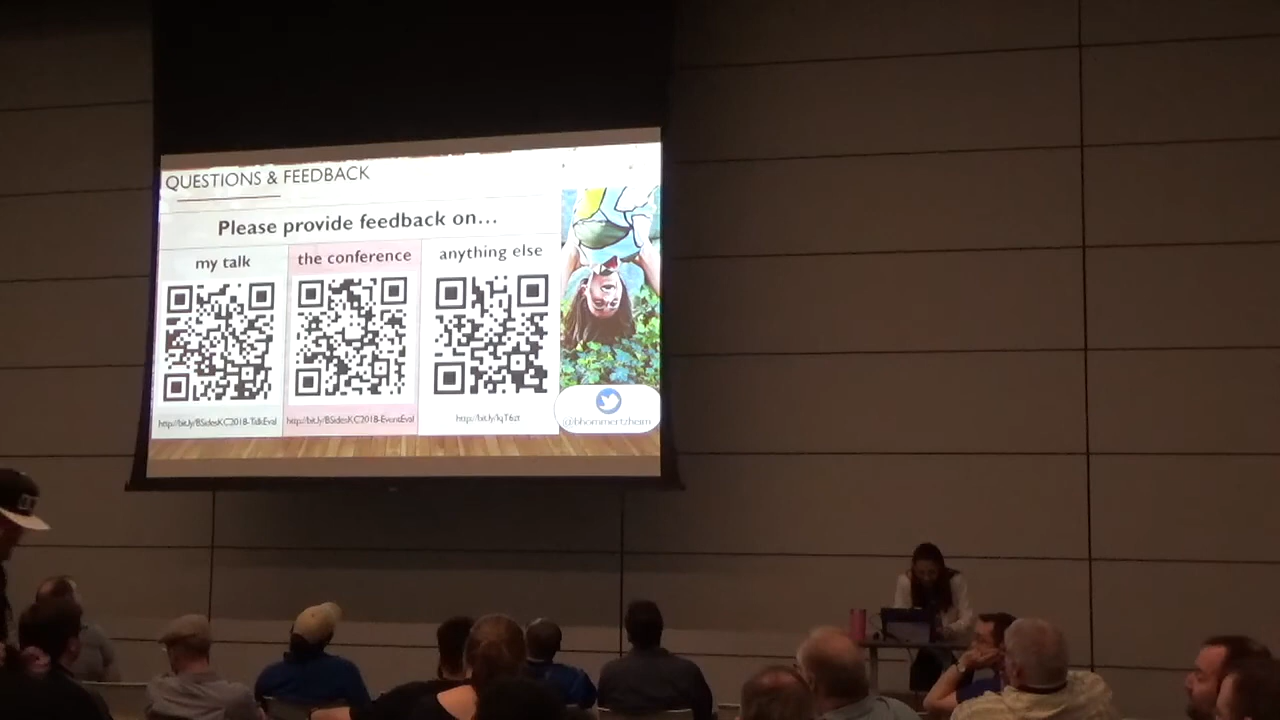 QUESTIONS & FEEDBACK
Please provide feedback on...
my talk
the conference
anything else
http://bit.ly/BSidesKC2018-TalkEval
http://bit.ly/BSidesKC2018-EventEval
@bhommertzheim